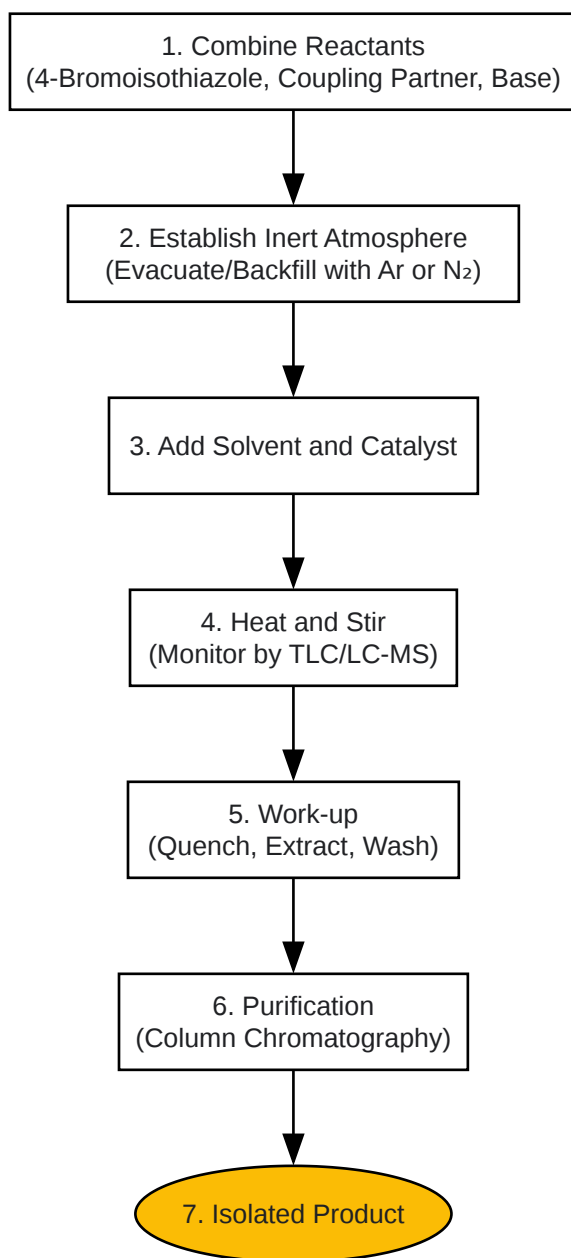 1. Combine Reactants
(4-Bromoisothiazole, Coupling Partner, Base)
2. Establish Inert Atmosphere
(Evacuate/Backfill with Ar or N₂)
3. Add Solvent and Catalyst
4. Heat and Stir
(Monitor by TLC/LC-MS)
5. Work-up
(Quench, Extract, Wash)
6. Purification
(Column Chromatography)
7. Isolated Product